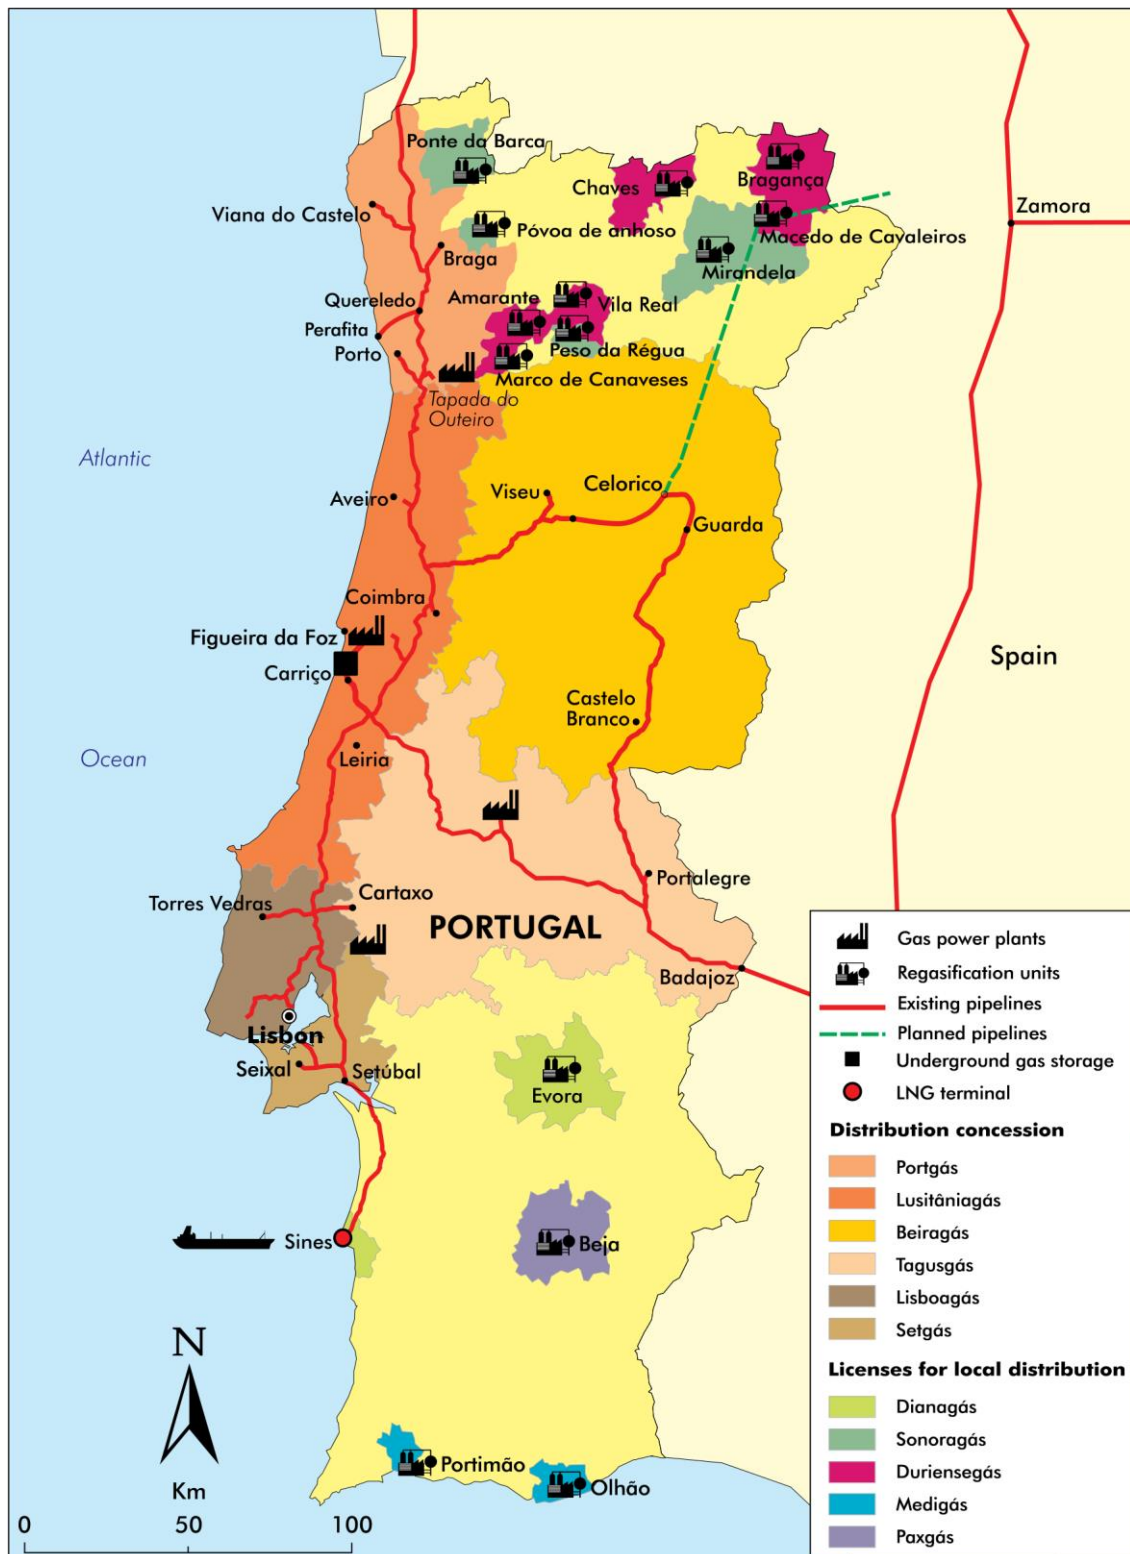 Ponte da Barca
Chaves
Bragança
Viana do Castelo
Zamora
Póvoa de anhoso
Macedo de Cavaleiros
Braga
Mirandela
Quereledo
Amarante
Vila Real
Perafita
Porto
Peso da Régua
Marco de Canaveses
Tapada do
Outeiro
Atlantic
Aveiro
Viseu
Celorico
Guarda
Coimbra
Figueira da Foz
Carriço
Spain
Castelo
Branco
Ocean
Leiria
Portalegre
Torres Vedras
Cartaxo
PORTUGAL
Badajoz
Lisbon
Seixal
Setúbal
Evora
Sines
Beja
Portimão
Olhão
N
Km
0 50 100
Gas power plants
Regasification units
Existing pipelines
Planned pipelines
Underground gas storage
LNG terminal
Distribution concession
Portgás
Lusitâniagás
Beiragás
Tagusgás
Lisboagás
Setgás
Licenses for local distribution
Dianagás
Sonoragás
Duriensegás
Medigás
Paxgás